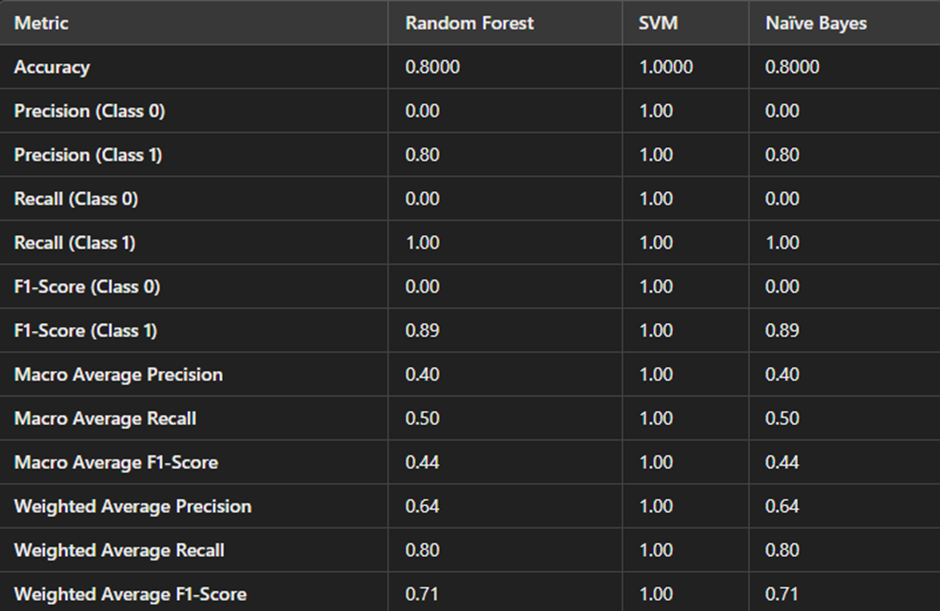 Metric Random Forest SVM Naïve Bayes
Accuracy 0.8000 1.0000 0.8000
Precision (Class 0) 0.00 1.00 0.00
Precision (Class 1) 0.80 1.00 0.80
Recall (Class 0) 0.00 1.00 0.00
Recall (Class 1) 1.00 1.00 1.00
F1-Score (Class 0) 0.00 1.00 0.00
F1-Score (Class 1) 0.89 1.00 0.89
Macro Average Precision 0.40 1.00 0.40
Macro Average Recall 0.50 1.00 0.50
Macro Average F1-Score 0.44 1.00 0.44
Weighted Average Precision 0.64 1.00 0.64
Weighted Average Recall 0.80 1.00 0.80
Weighted Average F1-Score 0.71 1.00 0.71